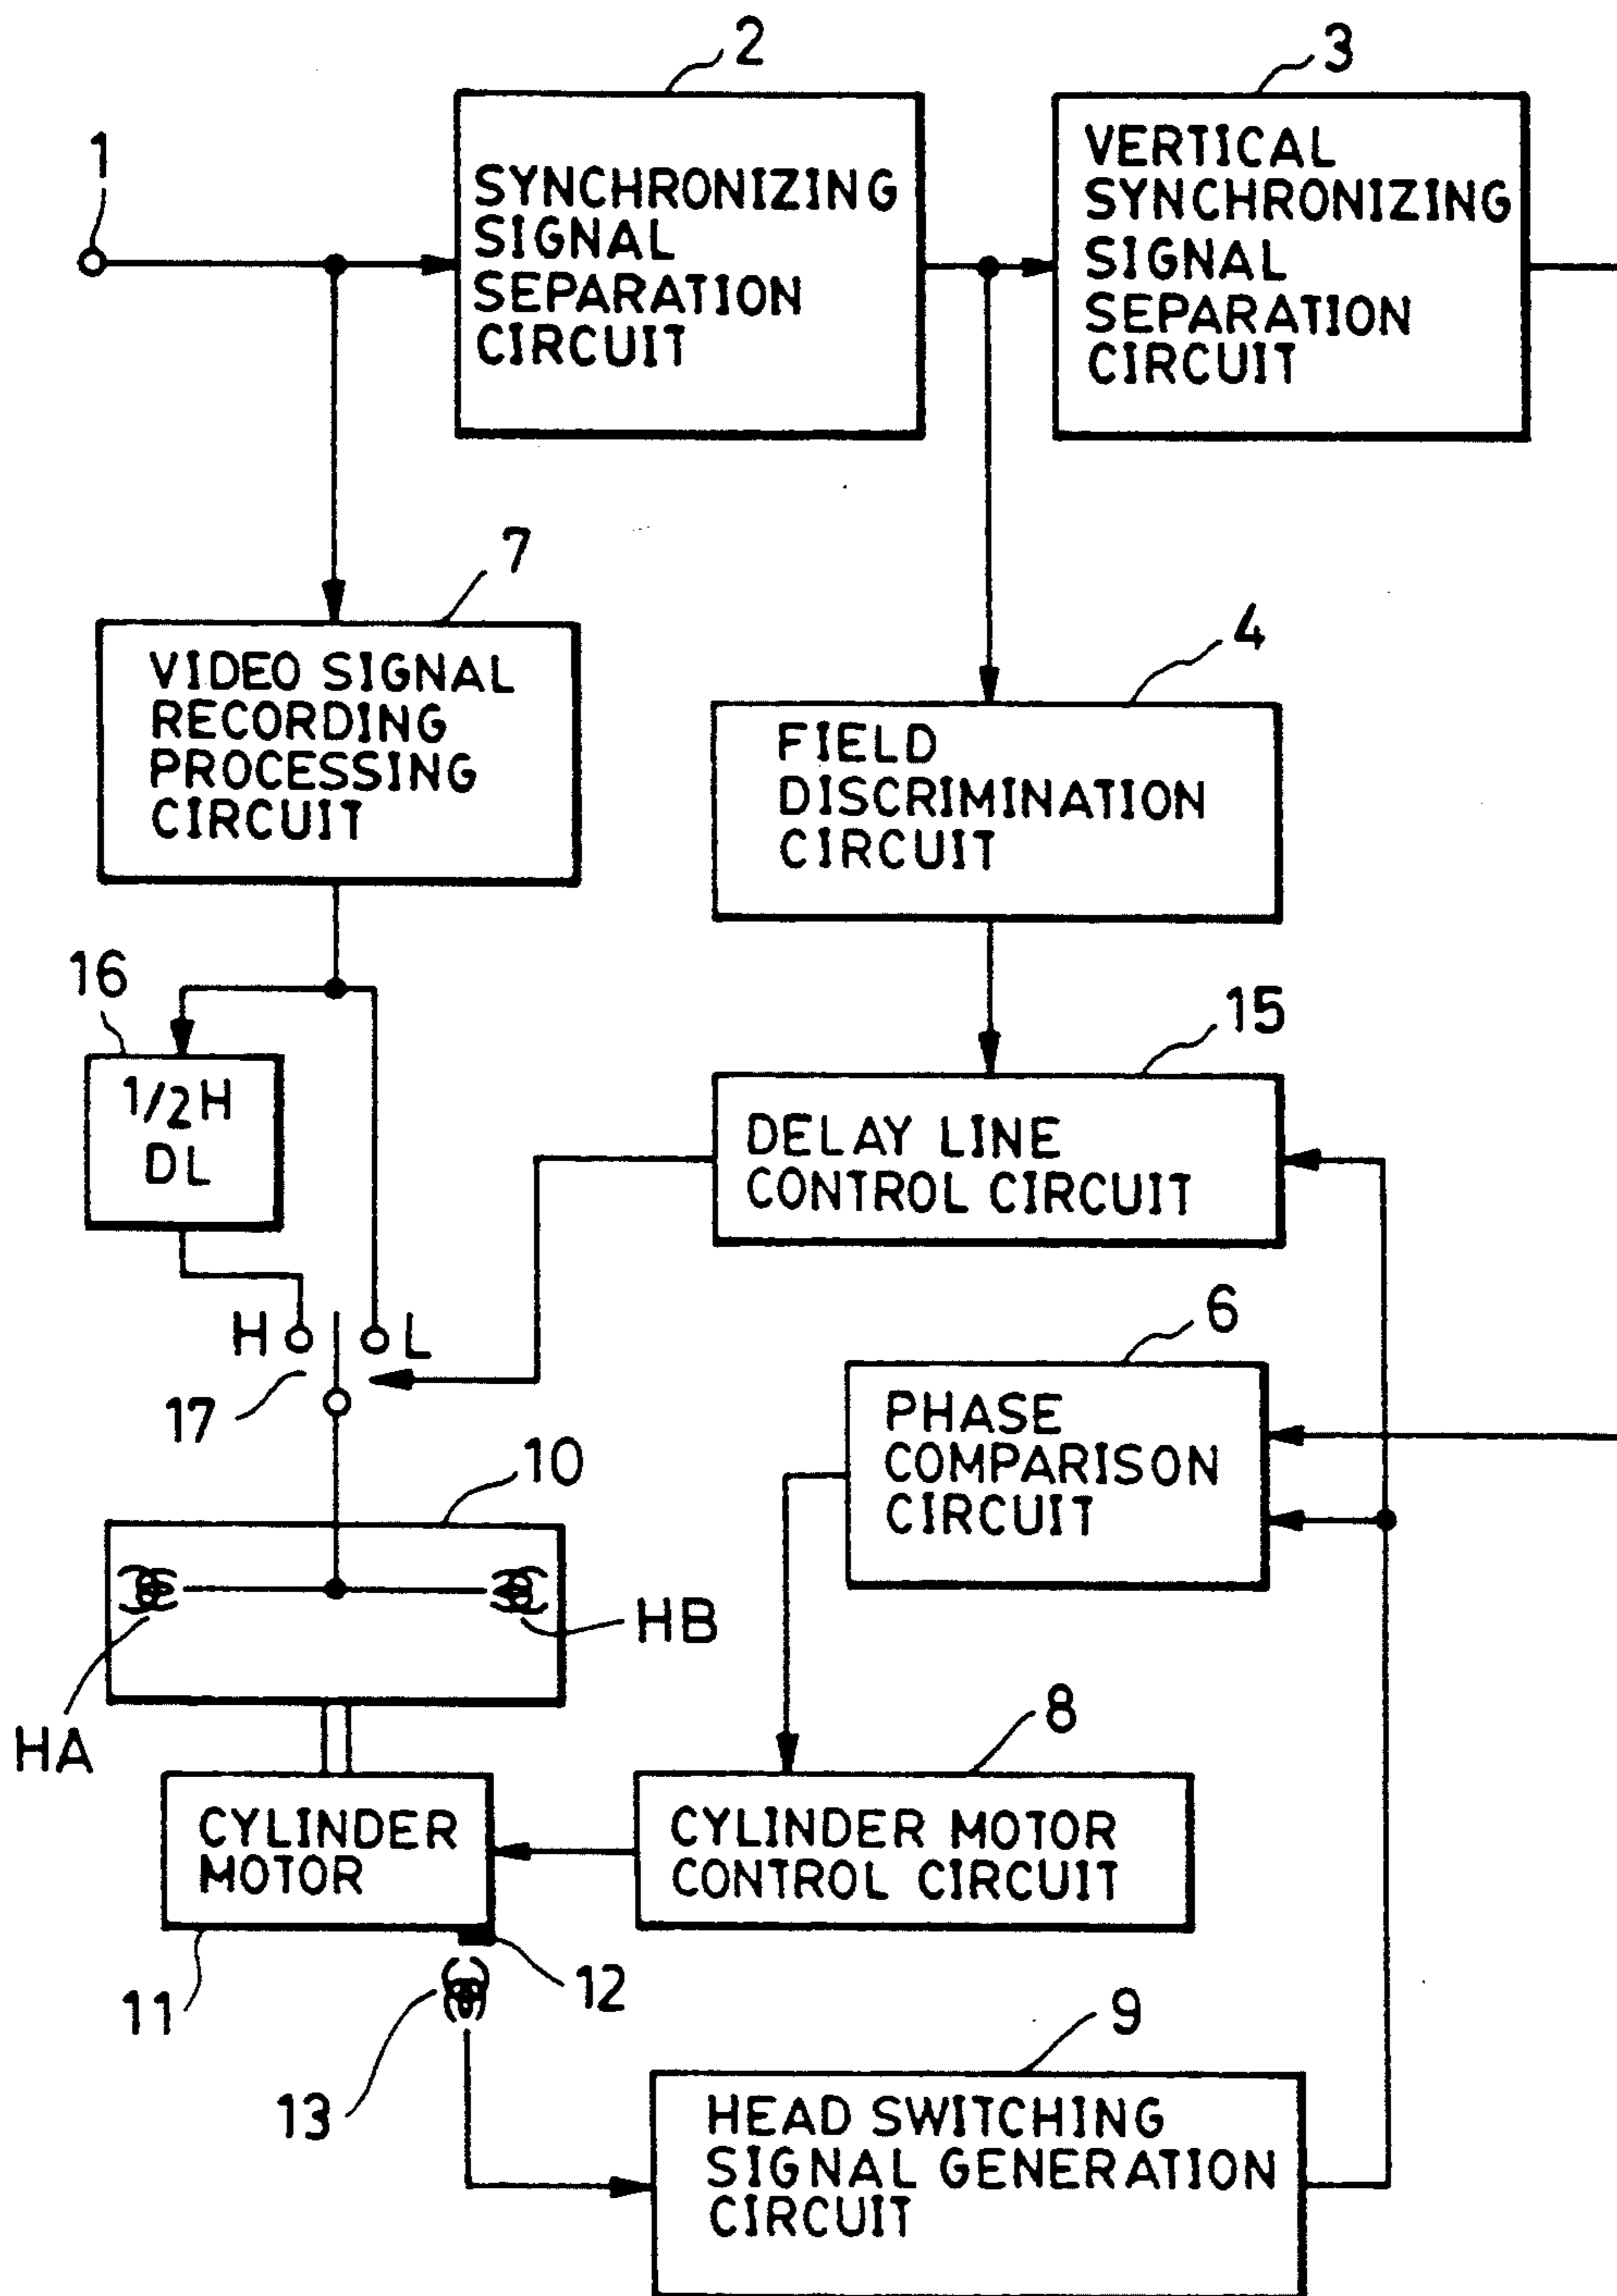 2
3
1
SYNCHRONIZING
SIGNAL
SEPARATION
CIRCUIT
VERTICAL
SYNCHRONIZING
SIGNAL
SEPARATION
CIRCUIT
7
VIDEO SIGNAL
RECORDING
PROCESSING
CIRCUIT
4
FIELD
DISCRIMINATION
CIRCUIT
16
1/2H
DL
15
DELAY LINE
CONTROL CIRCUIT
H
L
17
6
PHASE
COMPARISON
CIRCUIT
10
HA
HB
8
CYLINDER
MOTOR
CYLINDER MOTOR
CONTROL CIRCUIT
11
12
13
9
HEAD SWITCHING
SIGNAL GENERATION
CIRCUIT